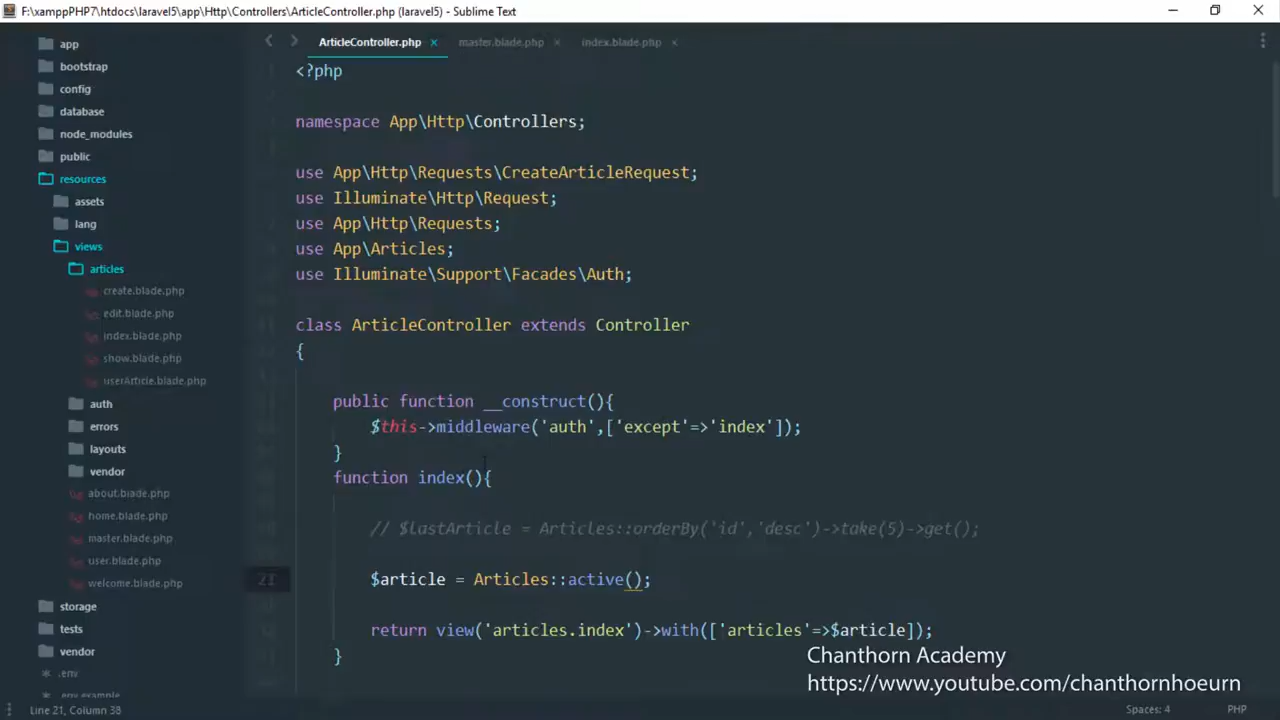 F:\xamppPHP7\htdocs\laravel5\app\Http\Controllers\ArticleController.php (laravel5) - Sublime Text
app
bootstrap
config
database
node_modules
public
resources
assets
lang
views
articles
create.blade.php
edit.blade.php
index.blade.php
show.blade.php
userArticle.blade.php
auth
errors
layouts
vendor
about.blade.php
home.blade.php
master.blade.php
user.blade.php
welcome.blade.php
storage
tests
vendor
.env
.env.example
ArticleController.php × master.blade.php × index.blade.php ×
<?php
namespace App\Http\Controllers;
use App\Http\Requests\CreateArticleRequest;
use Illuminate\Http\Request;
use App\Http\Requests;
use App\Articles;
use Illuminate\Support\Facades\Auth;
class ArticleController extends Controller
{
public function __construct(){
$this->middleware('auth',['except'=>'index']);
}
function index(){
// $lastArticle = Articles::orderBy('id','desc')->take(5)->get();
21 $article = Articles::active();
return view('articles.index')->with(['articles'=>$article]);
}
Chanthorn Academy
https://www.youtube.com/chanthornhoeurn
Line 21, Column 38 Spaces: 4 PHP